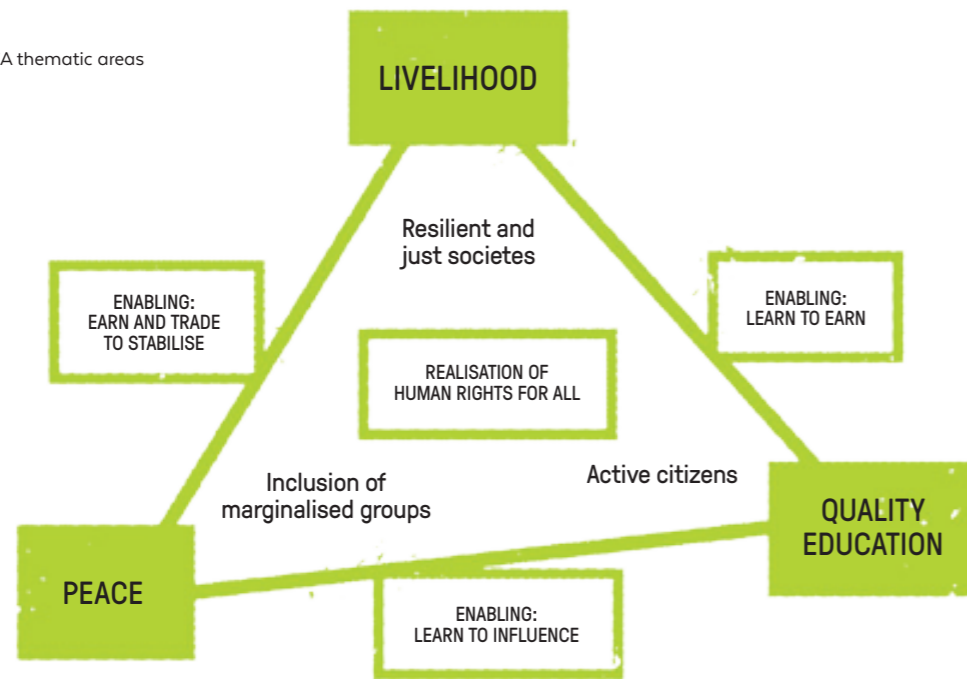 A thematic areas
LIVELIHOOD
Resilient and
just societes
ENABLING:
EARN AND TRADE
TO STABILISE
ENABLING:
LEARN TO EARN
REALISATION OF
HUMAN RIGHTS FOR ALL
Inclusion of
marginalised groups
Active citizens
QUALITY
EDUCATION
PEACE
ENABLING:
LEARN TO INFLUENCE